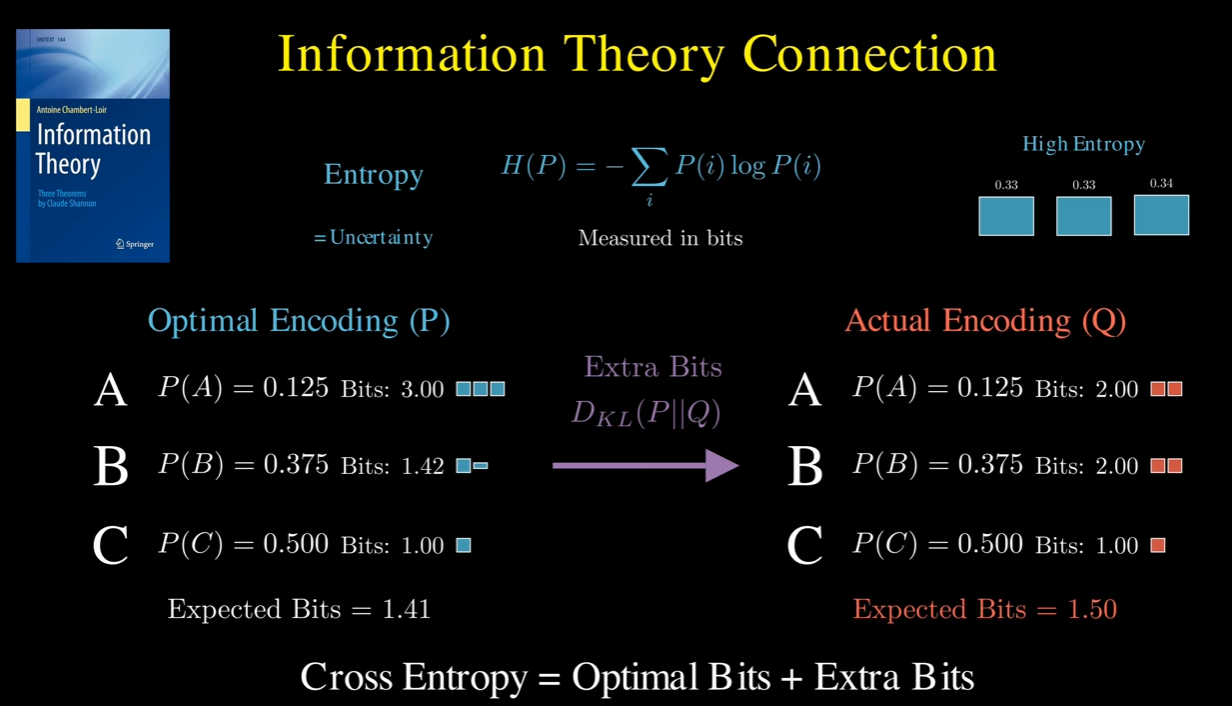 Information Theory Connection
UNITEXT 144
Antoine Chambert-Loir
Information
Theory
Three Theorems
by Claude Shannon
Springer
Entropy
= Uncertainty
H(P) = − ∑ P(i) log P(i)
i
Measured in bits
High Entropy
0.33 0.33 0.34
Optimal Encoding (P)
A P(A) = 0.125 Bits: 3.00
B P(B) = 0.375 Bits: 1.42
C P(C) = 0.500 Bits: 1.00
Expected Bits = 1.41
Extra Bits
D_{KL}(P||Q)
Actual Encoding (Q)
A P(A) = 0.125 Bits: 2.00
B P(B) = 0.375 Bits: 2.00
C P(C) = 0.500 Bits: 1.00
Expected Bits = 1.50
Cross Entropy = Optimal Bits + Extra Bits